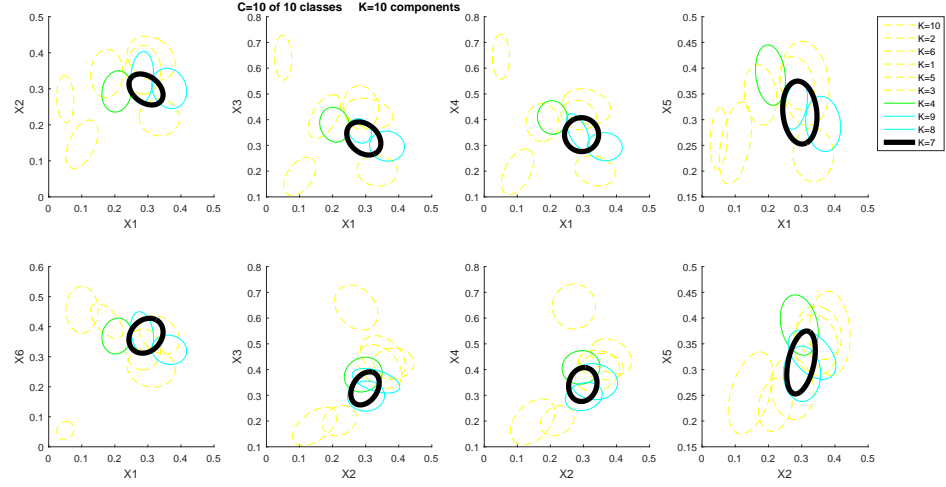 C=10 of 10 classes K=10 components
0.5
0.4
0.3
0.2
0.1
0
X2
0 0.1 0.2 0.3 0.4 0.5
X1
0.8
0.7
0.6
0.5
0.4
0.3
0.2
0.1
X3
0 0.1 0.2 0.3 0.4 0.5
X1
0.8
0.7
0.6
0.5
0.4
0.3
0.2
0.1
X4
0 0.1 0.2 0.3 0.4 0.5
X1
0.5
0.45
0.4
0.35
0.3
0.25
0.2
0.15
X5
0 0.1 0.2 0.3 0.4 0.5
X1
K=10
K=2
K=6
K=1
K=5
K=3
K=4
K=9
K=8
K=7
0.6
0.5
0.4
0.3
0.2
0.1
0
X6
0 0.1 0.2 0.3 0.4 0.5
X1
0.8
0.7
0.6
0.5
0.4
0.3
0.2
0.1
X3
0 0.1 0.2 0.3 0.4 0.5
X2
0.8
0.7
0.6
0.5
0.4
0.3
0.2
0.1
X4
0 0.1 0.2 0.3 0.4 0.5
X2
0.5
0.45
0.4
0.35
0.3
0.25
0.2
0.15
X5
0 0.1 0.2 0.3 0.4 0.5
X2